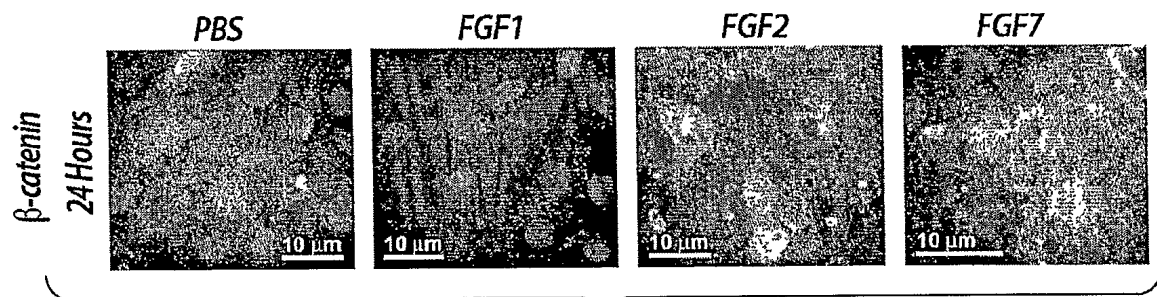 PBS
FGF1
FGF2
FGF7
β-catenin
24 Hours
10 µm
10 µm
10 µm
10 µm